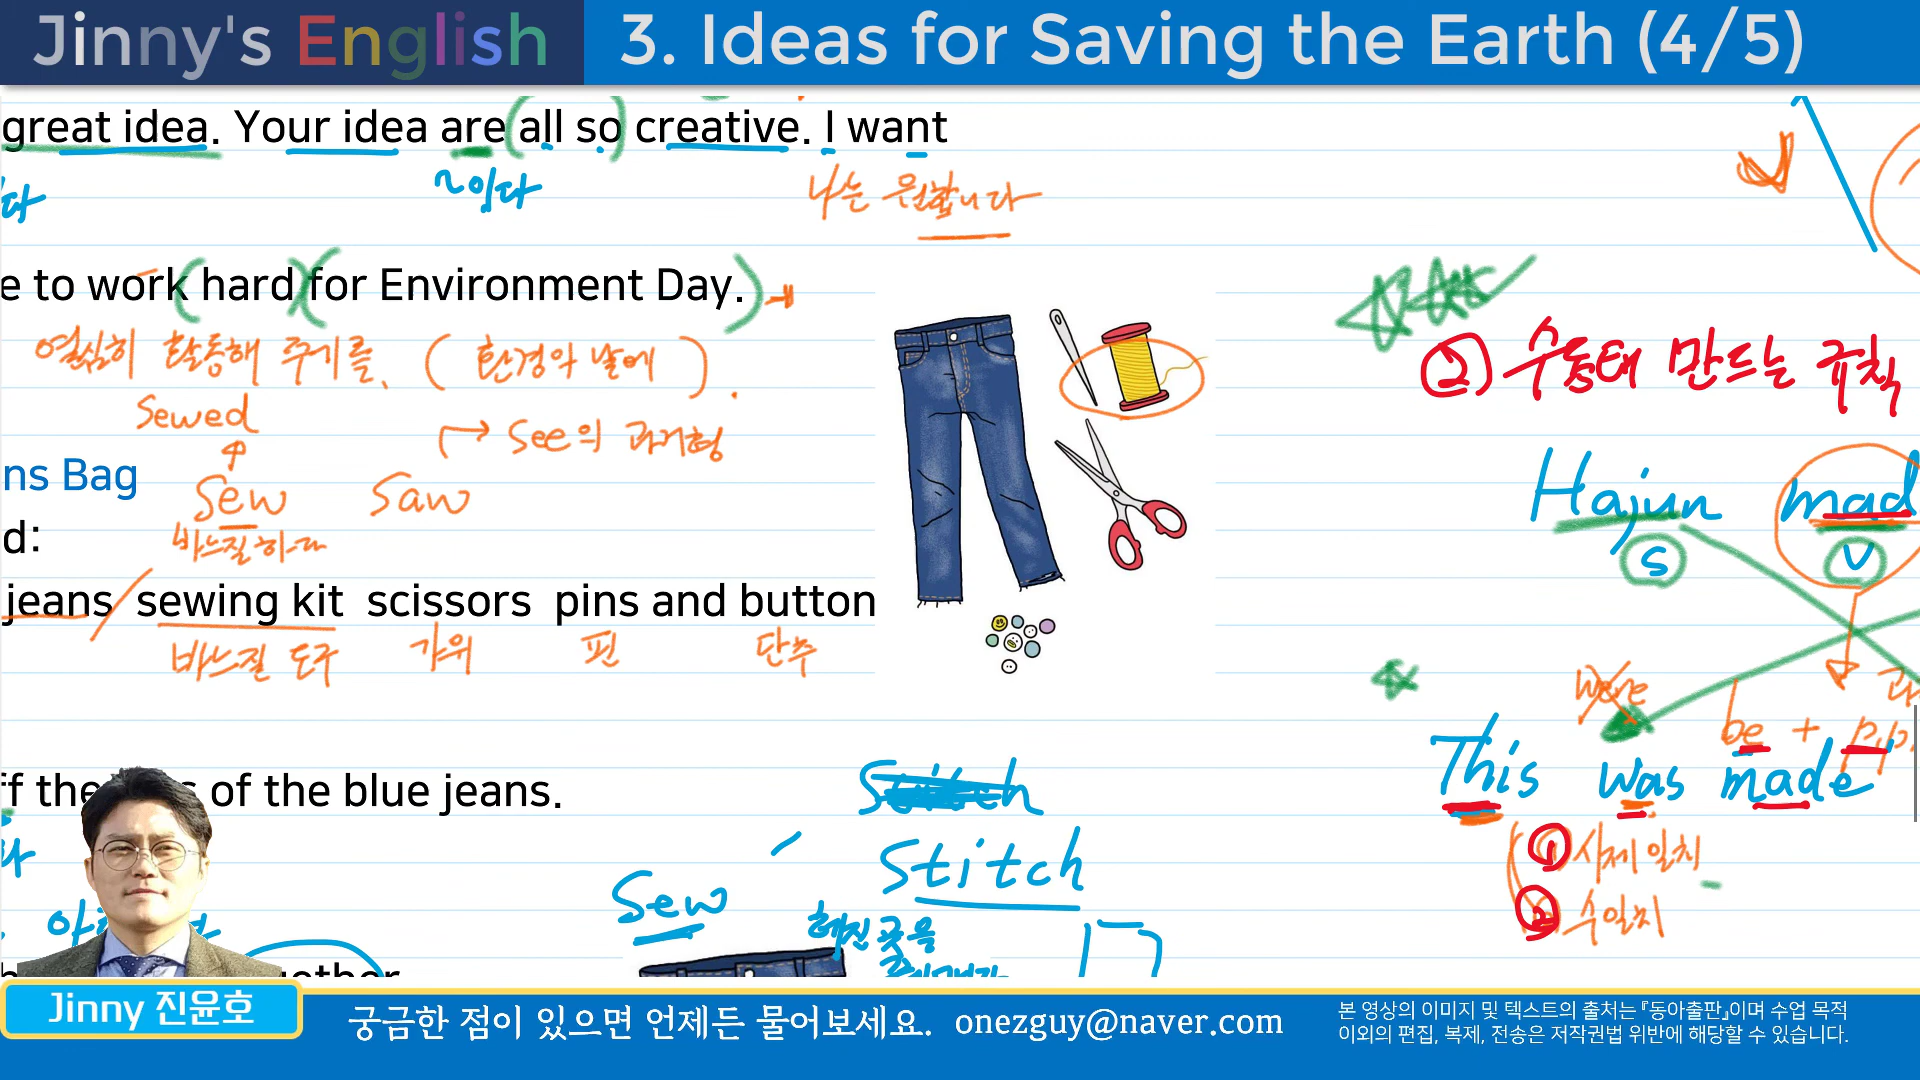 Jinny's English
3. Ideas for Saving the Earth (4/5)
great idea. Your idea are (all so) creative. I want
다
~이다
나는 원합니다
e to work (hard)(for Environment Day.)
열심히 활동해 주기를, (환경의 날에).
sewed
see의 과거형
ns Bag
sew saw
바느질하다
d:
jeans / sewing kit scissors pins and button
바느질 도구 가위 핀 단추
② 수동태 만드는 규칙
Hajun mad
S V
were
be + p.p
This was made
① 시제 일치
② 수일치
ff the of the blue jeans.
Stitch
Stitch
Sew
해진 곳을
Jinny 진윤호
궁금한 점이 있으면 언제든 물어보세요. onezguy@naver.com
본 영상의 이미지 및 텍스트의 출처는 『동아출판』이며 수업 목적
이외의 편집, 복제, 전송은 저작권법 위반에 해당할 수 있습니다.